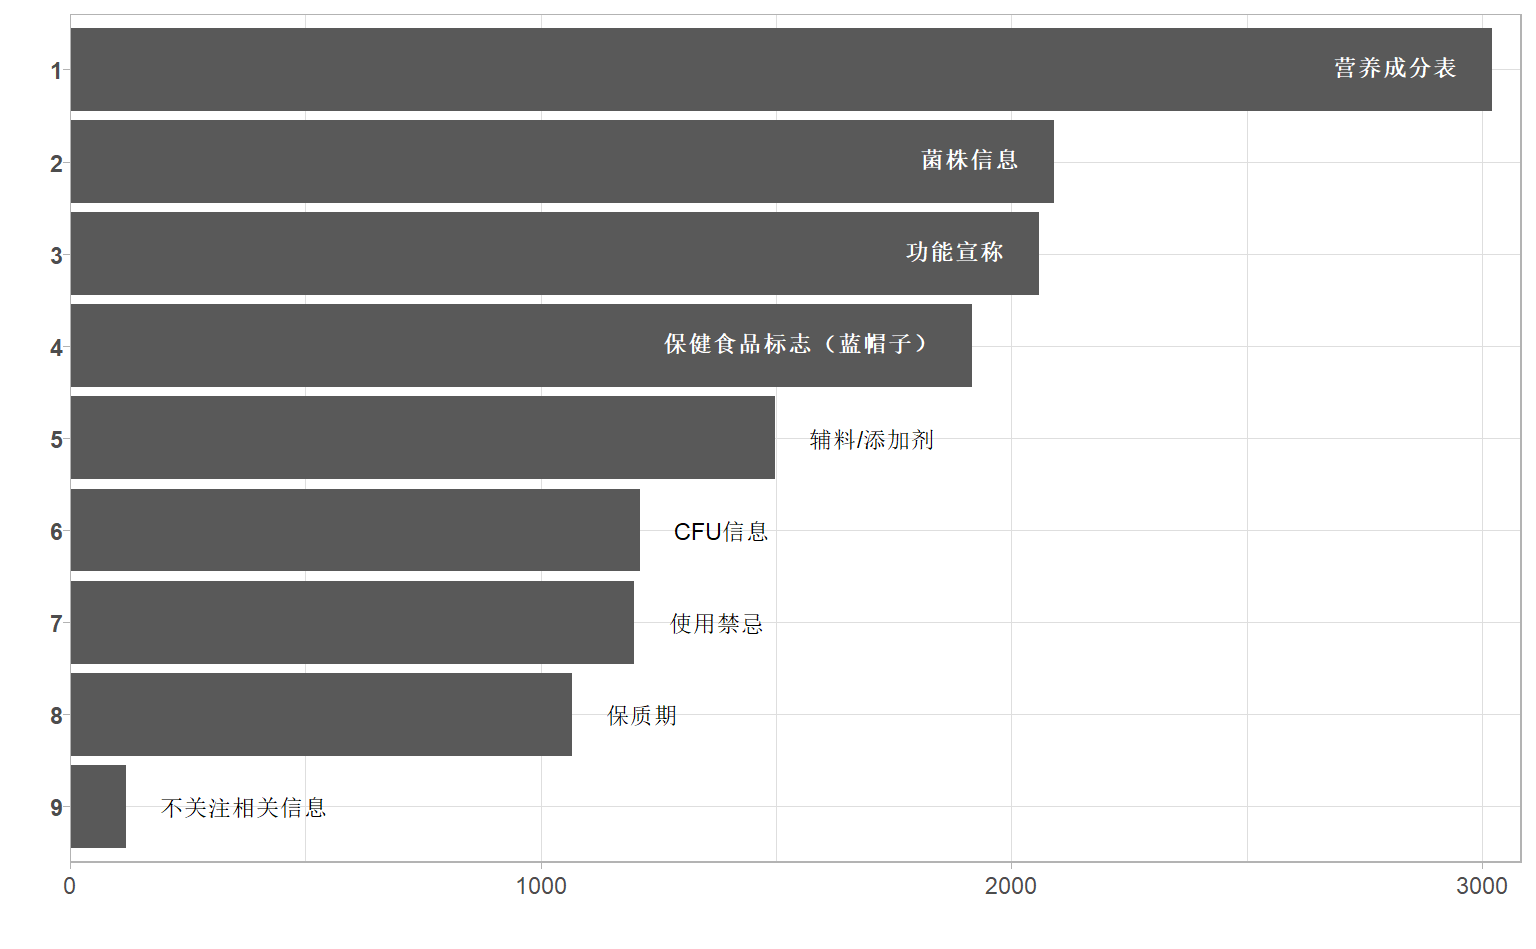 1 营养成分表
2 菌株信息
3 功能宣称
4 保健食品标志（蓝帽子）
5 辅料/添加剂
6 CFU信息
7 使用禁忌
8 保质期
9 不关注相关信息
0 1000 2000 3000